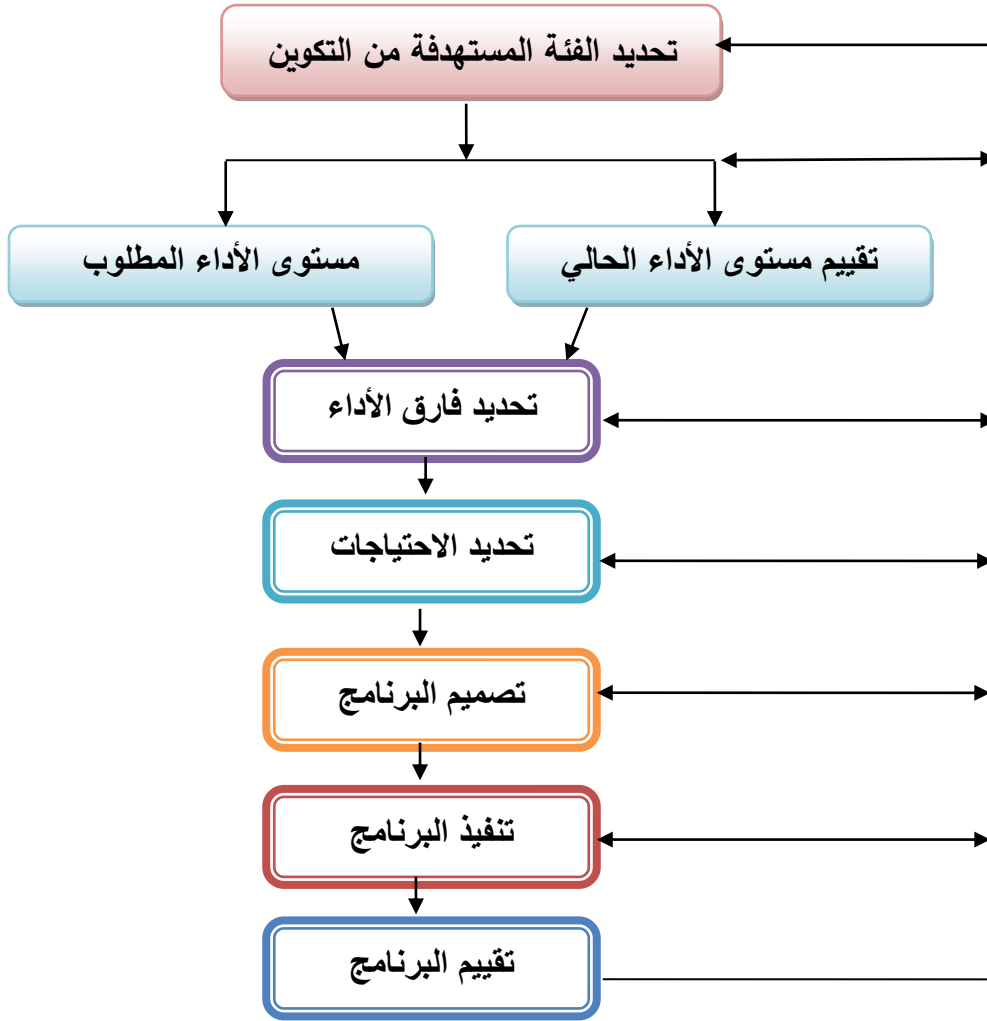 تحديد الفئة المستهدفة من التكوين
تقييم مستوى الأداء الحالي
مستوى الأداء المطلوب
تحديد فارق الأداء
تحديد الاحتياجات
تصميم البرنامج
تنفيذ البرنامج
تقييم البرنامج